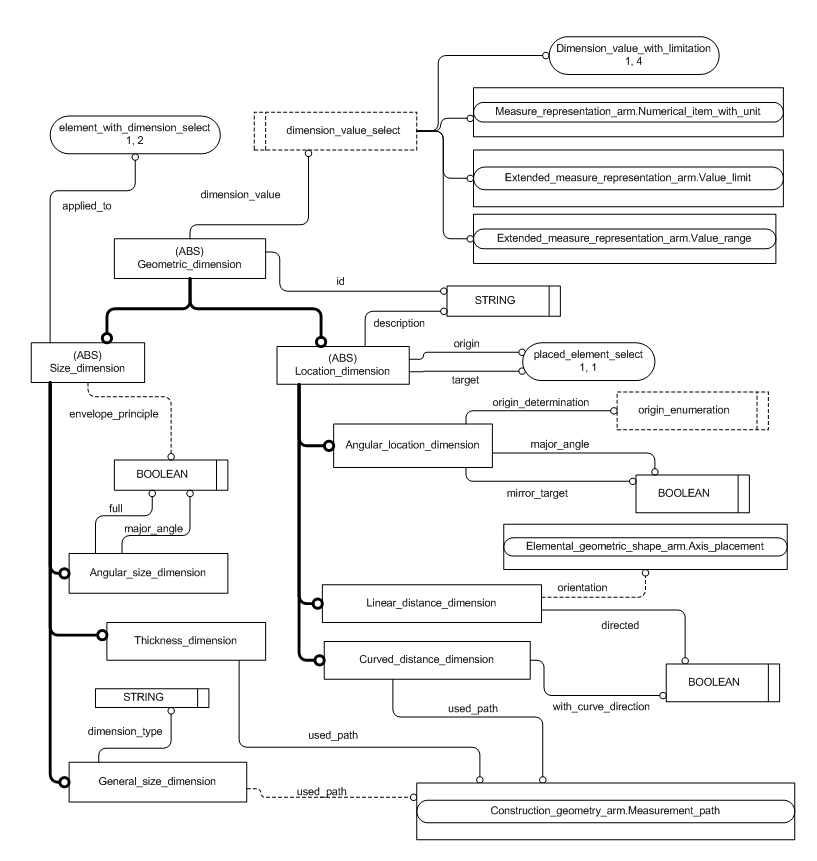 Dimension_value_with_limitation
1, 4
Measure_representation_arm.Numerical_item_with_unit
element_with_dimension_select
1, 2
dimension_value_select
Extended_measure_representation_arm.Value_limit
dimension_value
applied_to
Extended_measure_representation_arm.Value_range
(ABS)
Geometric_dimension
id
STRING
description
(ABS)
Size_dimension
(ABS)
Location_dimension
origin
target
placed_element_select
1, 1
envelope_principle
origin_determination
origin_enumeration
Angular_location_dimension
major_angle
mirror_target
BOOLEAN
BOOLEAN
full
major_angle
Angular_size_dimension
Elemental_geometric_shape_arm.Axis_placement
orientation
Linear_distance_dimension
directed
Thickness_dimension
Curved_distance_dimension
BOOLEAN
with_curve_direction
used_path
STRING
dimension_type
used_path
General_size_dimension
used_path
Construction_geometry_arm.Measurement_path